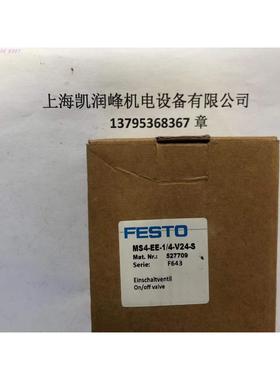 上海凯润峰机电设备有限公司
13795368367 章
FESTO
MS4-EE-1/4-V24-S
Mat. Nr.: 527709
Serie: F643
Einschaltventil
On/off valve